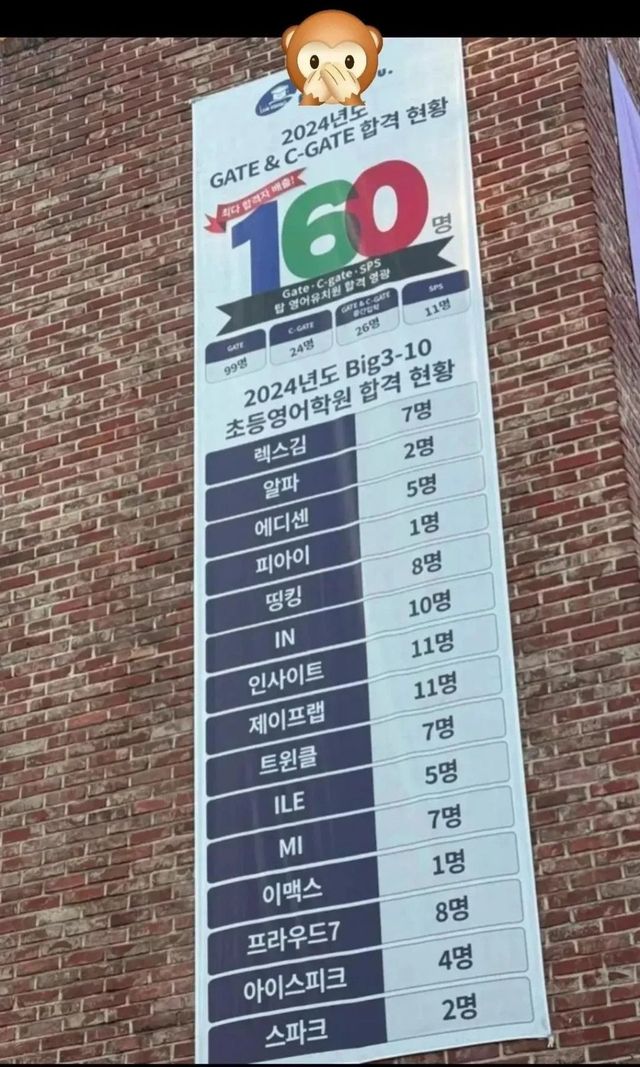 2024년도
GATE & C-GATE 합격 현황
최다 합격자 배출!
160명
Gate·C-gate·SPS
탑 영어유치원 합격 영광
GATE
99명
C-GATE
24명
GATE & C-GATE
중간입학
26명
SPS
11명
2024년도 Big3-10
초등영어학원 합격 현황
렉스김 7명
알파 2명
에디센 5명
피아이 1명
띵킹 8명
IN 10명
인사이트 11명
제이프랩 11명
트윈클 7명
ILE 5명
MI 7명
이맥스 1명
프라우드7 8명
아이스피크 4명
스파크 2명